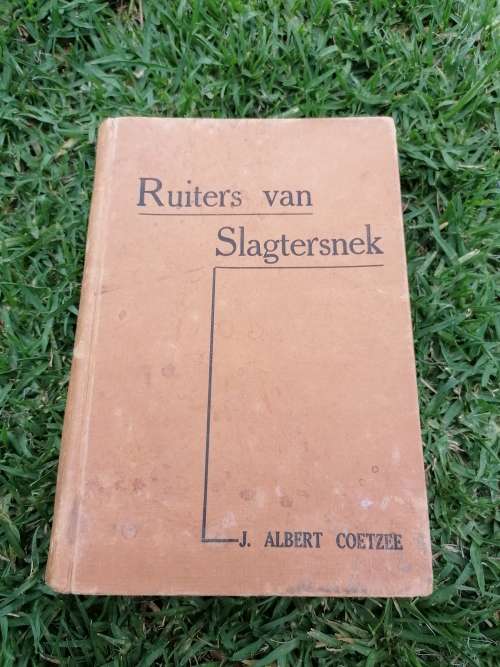 Ruiters van
Slagtersnek
J. ALBERT COETZEE